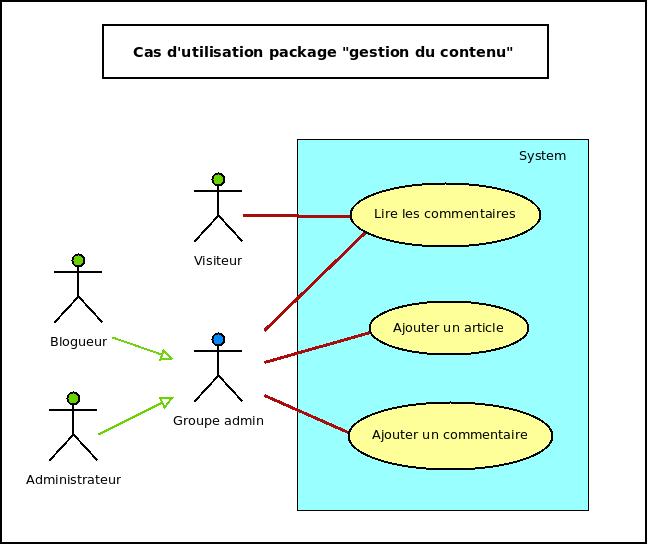 Cas d'utilisation package "gestion du contenu"
System
Lire les commentaires
Visiteur
Ajouter un article
Blogueur
Groupe admin
Ajouter un commentaire
Administrateur